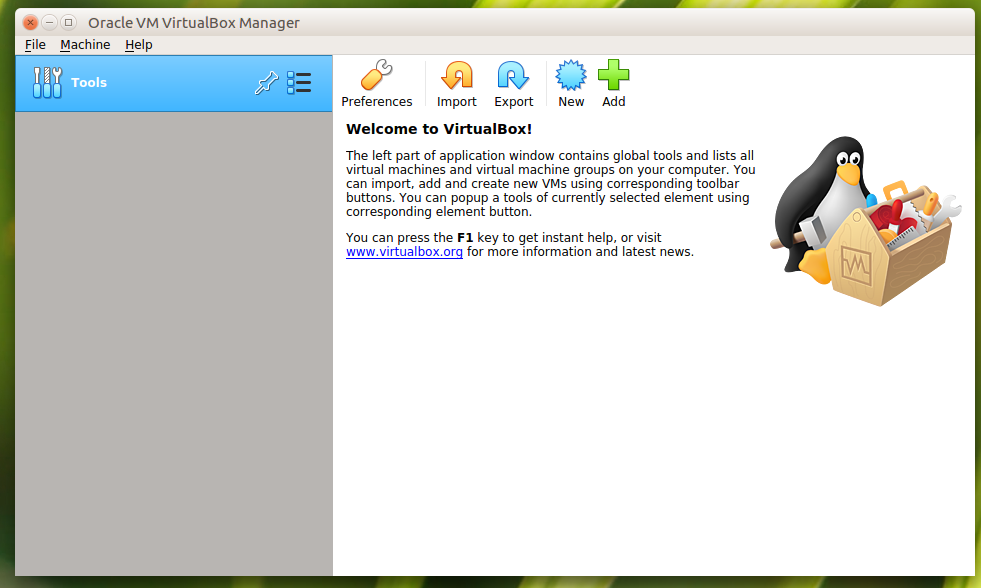 Oracle VM VirtualBox Manager
File Machine Help
Tools
Preferences Import Export New Add
Welcome to VirtualBox!
The left part of application window contains global tools and lists all
virtual machines and virtual machine groups on your computer. You
can import, add and create new VMs using corresponding toolbar
buttons. You can popup a tools of currently selected element using
corresponding element button.
You can press the F1 key to get instant help, or visit
www.virtualbox.org for more information and latest news.